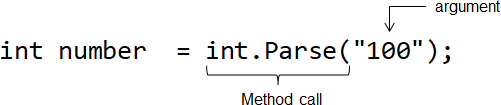 argument
int number  = int.Parse("100");
Method call